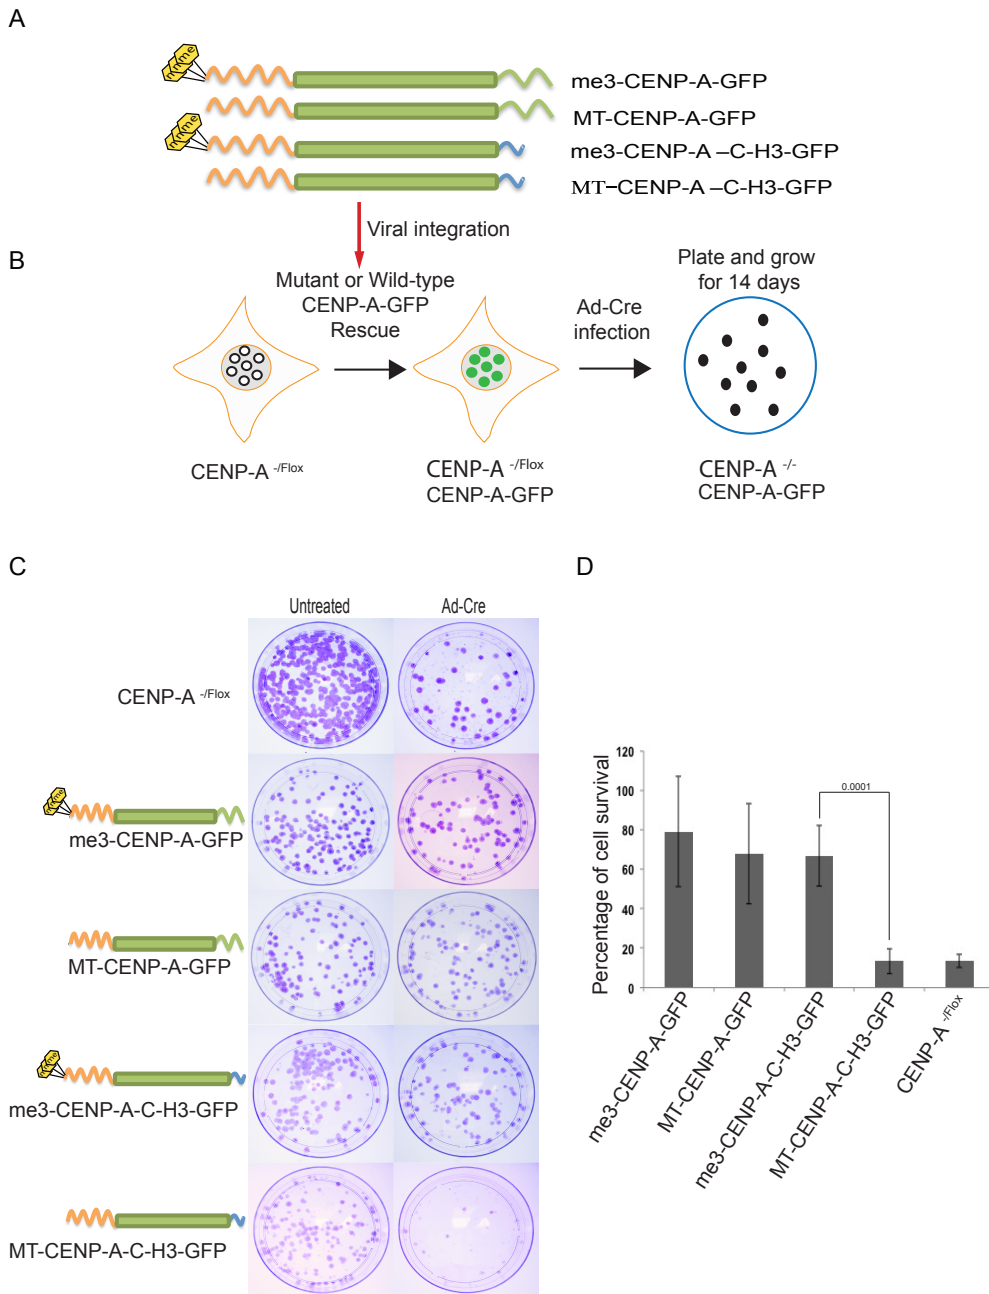 A
me
me3-CENP-A-GFP
MT-CENP-A-GFP
me
me3-CENP-A –C-H3-GFP
MT–CENP-A –C-H3-GFP
Viral integration
B
Mutant or Wild-type
CENP-A-GFP
Rescue
Ad-Cre
infection
Plate and grow
for 14 days
CENP-A -/Flox
CENP-A -/Flox
CENP-A-GFP
CENP-A -/-
CENP-A-GFP
C
Untreated
Ad-Cre
CENP-A -/Flox
me
me3-CENP-A-GFP
MT-CENP-A-GFP
me
me3-CENP-A-C-H3-GFP
MT-CENP-A-C-H3-GFP
D
Percentage of cell survival
120
100
80
60
40
20
0
0.0001
me3-CENP-A-GFP
MT-CENP-A-GFP
me3-CENP-A-C-H3-GFP
MT-CENP-A-C-H3-GFP
CENP-A -/Flox